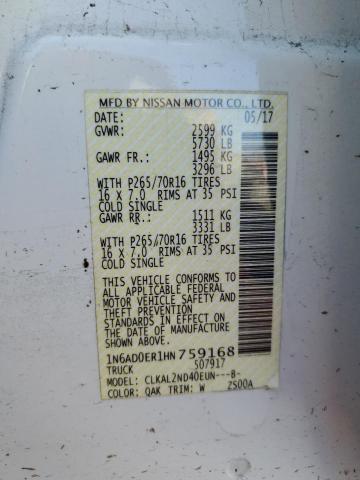 MFD BY NISSAN MOTOR CO., LTD.
DATE: 05/17
GVWR: 2599 KG
5730 LB
GAWR FR.: 1495 KG
3296 LB
WITH P265/70R16 TIRES
16 X 7.0 RIMS AT 35 PSI
COLD SINGLE
GAWR RR.: 1511 KG
3331 LB
WITH P265/70R16 TIRES
16 X 7.0 RIMS AT 35 PSI
COLD SINGLE
THIS VEHICLE CONFORMS TO
ALL APPLICABLE FEDERAL
MOTOR VEHICLE SAFETY AND
THEFT PREVENTION
STANDARDS IN EFFECT ON
THE DATE OF MANUFACTURE
SHOWN ABOVE.
1N6AD0ER1HN759168
TRUCK 507917
MODEL: CLKAL2ND40EUN---B-
COLOR: QAK TRIM: W ZS00A